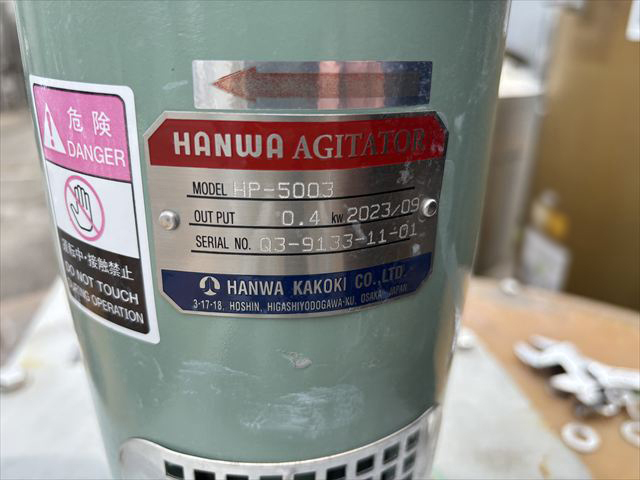 危険
DANGER
運転中・接触禁止
DO NOT TOUCH
DURING OPERATION
HANWA AGITATOR
MODEL HP-5003
OUT PUT 0.4 kw 2023/09
SERIAL NO. Q3-9133-11-01
HANWA KAKOKI CO., LTD.
3-17-18, HOSHIN, HIGASHIYODOGAWA-KU, OSAKA, JAPAN